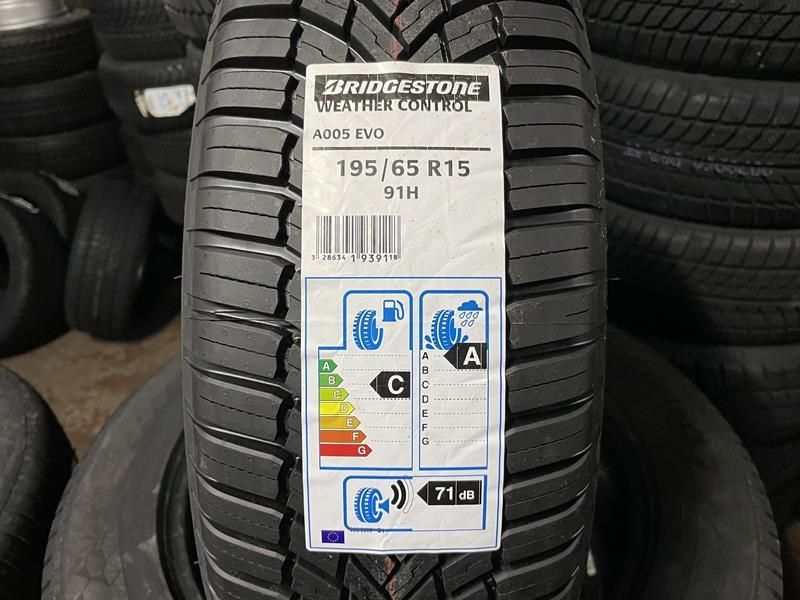 BRIDGESTONE
WEATHER CONTROL
A005 EVO
195/65 R15
91H
3 286341 939118
A
B
C
D
E
F
G
C
A
B
C
D
E
F
G
A
71 dB